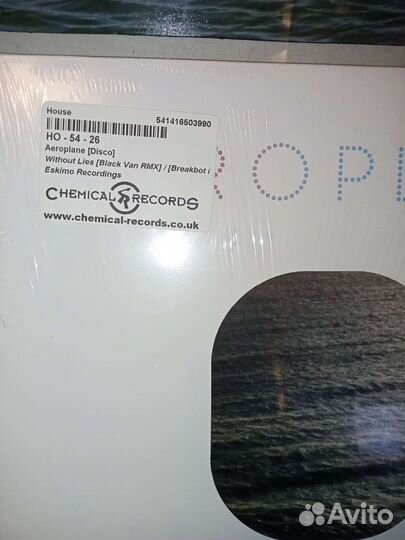 House
541416503990
HO - 54 - 26
Aeroplane [Disco]
Without Lies [Black Van RMX] / [Breakbot
Eskimo Recordings
CHEMICAL RECORDS
www.chemical-records.co.uk
ROPL
Avito